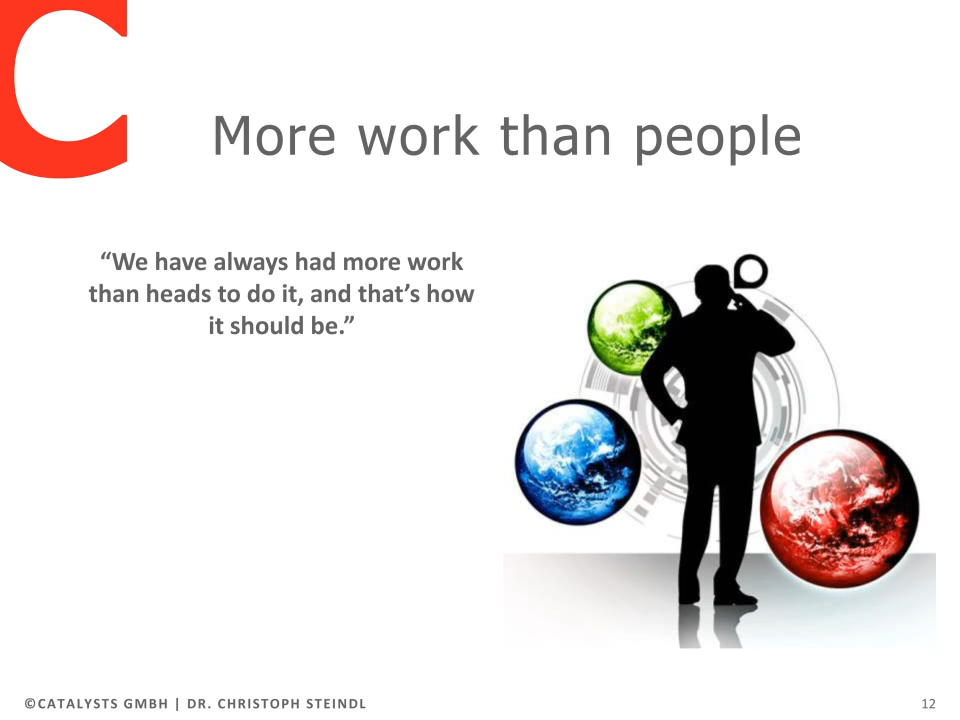 C
More work than people
“We have always had more work
than heads to do it, and that’s how
it should be.”
©CATALYSTS GMBH | DR. CHRISTOPH STEINDL
12